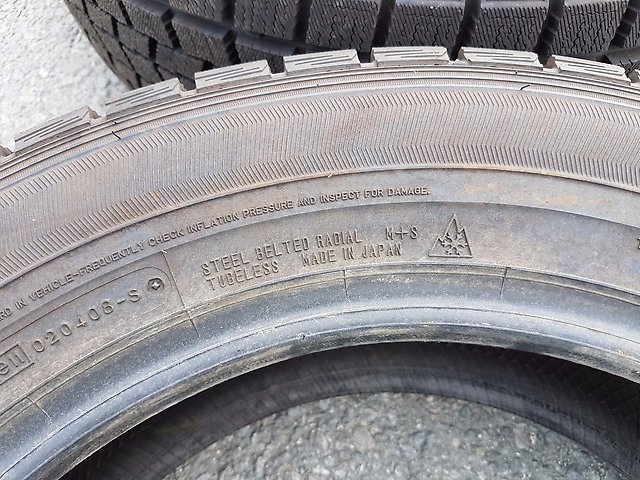 RD IN VEHICLE-FREQUENTLY CHECK INFLATION PRESSURE AND INSPECT FOR DAMAGE.
STEEL BELTED RADIAL M+S
TUBELESS MADE IN JAPAN
e11 020408-S